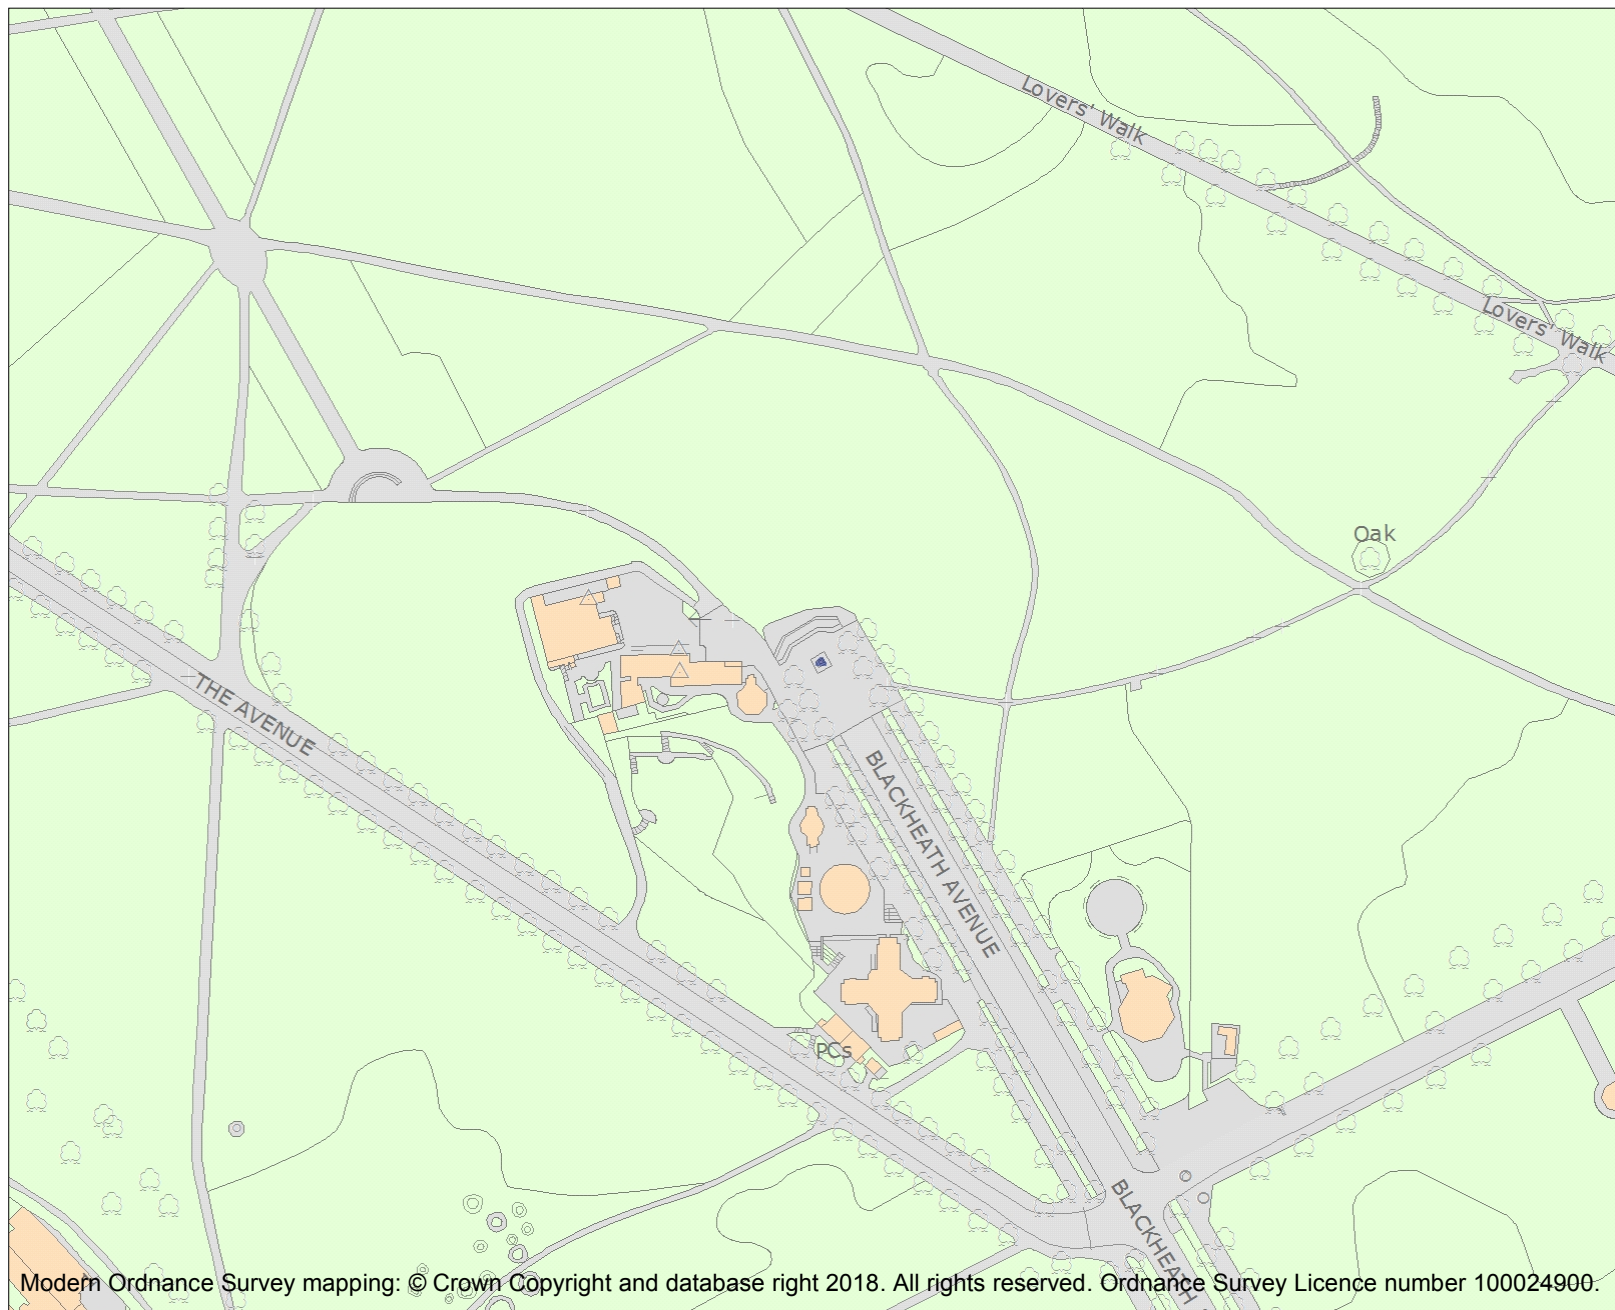 Lovers' Walk
Lovers' Walk
Oak
THE AVENUE
BLACKHEATH AVENUE
PCs
BLACKHEATH
Modern Ordnance Survey mapping: © Crown Copyright and database right 2018. All rights reserved. Ordnance Survey Licence number 100024900.